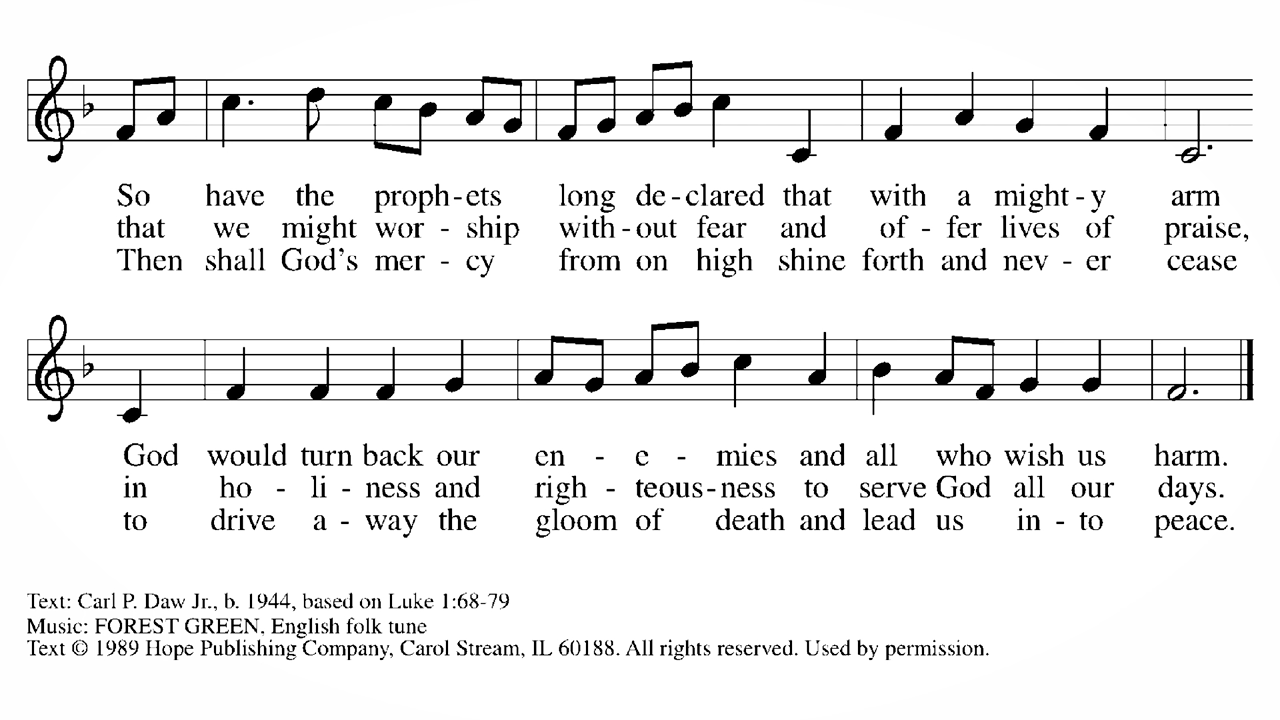 So have the proph-ets long de-clared that with a might-y arm
that we might wor - ship with-out fear and of - fer lives of praise,
Then shall God's mer - cy from on high shine forth and nev - er cease
God would turn back our en - e - mies and all who wish us harm.
in ho - li - ness and righ - teous-ness to serve God all our days.
to drive a - way the gloom of death and lead us in - to peace.
Text: Carl P. Daw Jr., b. 1944, based on Luke 1:68-79
Music: FOREST GREEN, English folk tune
Text © 1989 Hope Publishing Company, Carol Stream, IL 60188. All rights reserved. Used by permission.